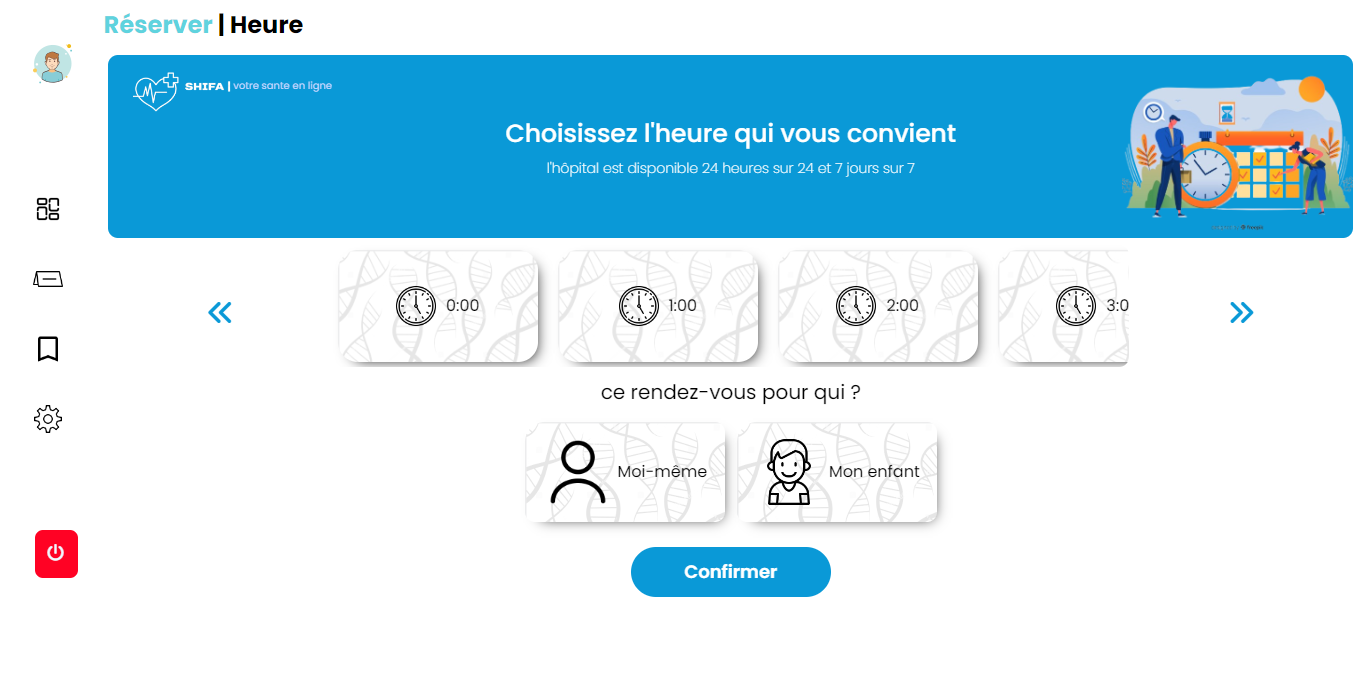 Réserver | Heure
SHIFA | votre sante en ligne
Choisissez l'heure qui vous convient
l'hôpital est disponible 24 heures sur 24 et 7 jours sur 7
0:00
1:00
2:00
3:0
ce rendez-vous pour qui ?
Moi-même
Mon enfant
Confirmer